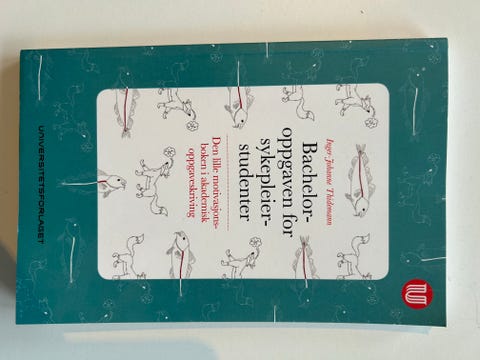 Inger-Johanne Thidemann
Bachelor-
oppgaven for
sykepleier-
studenter
Den lille motivasjons-
boken i akademisk
oppgaveskriving
UNIVERSITETSFORLAGET